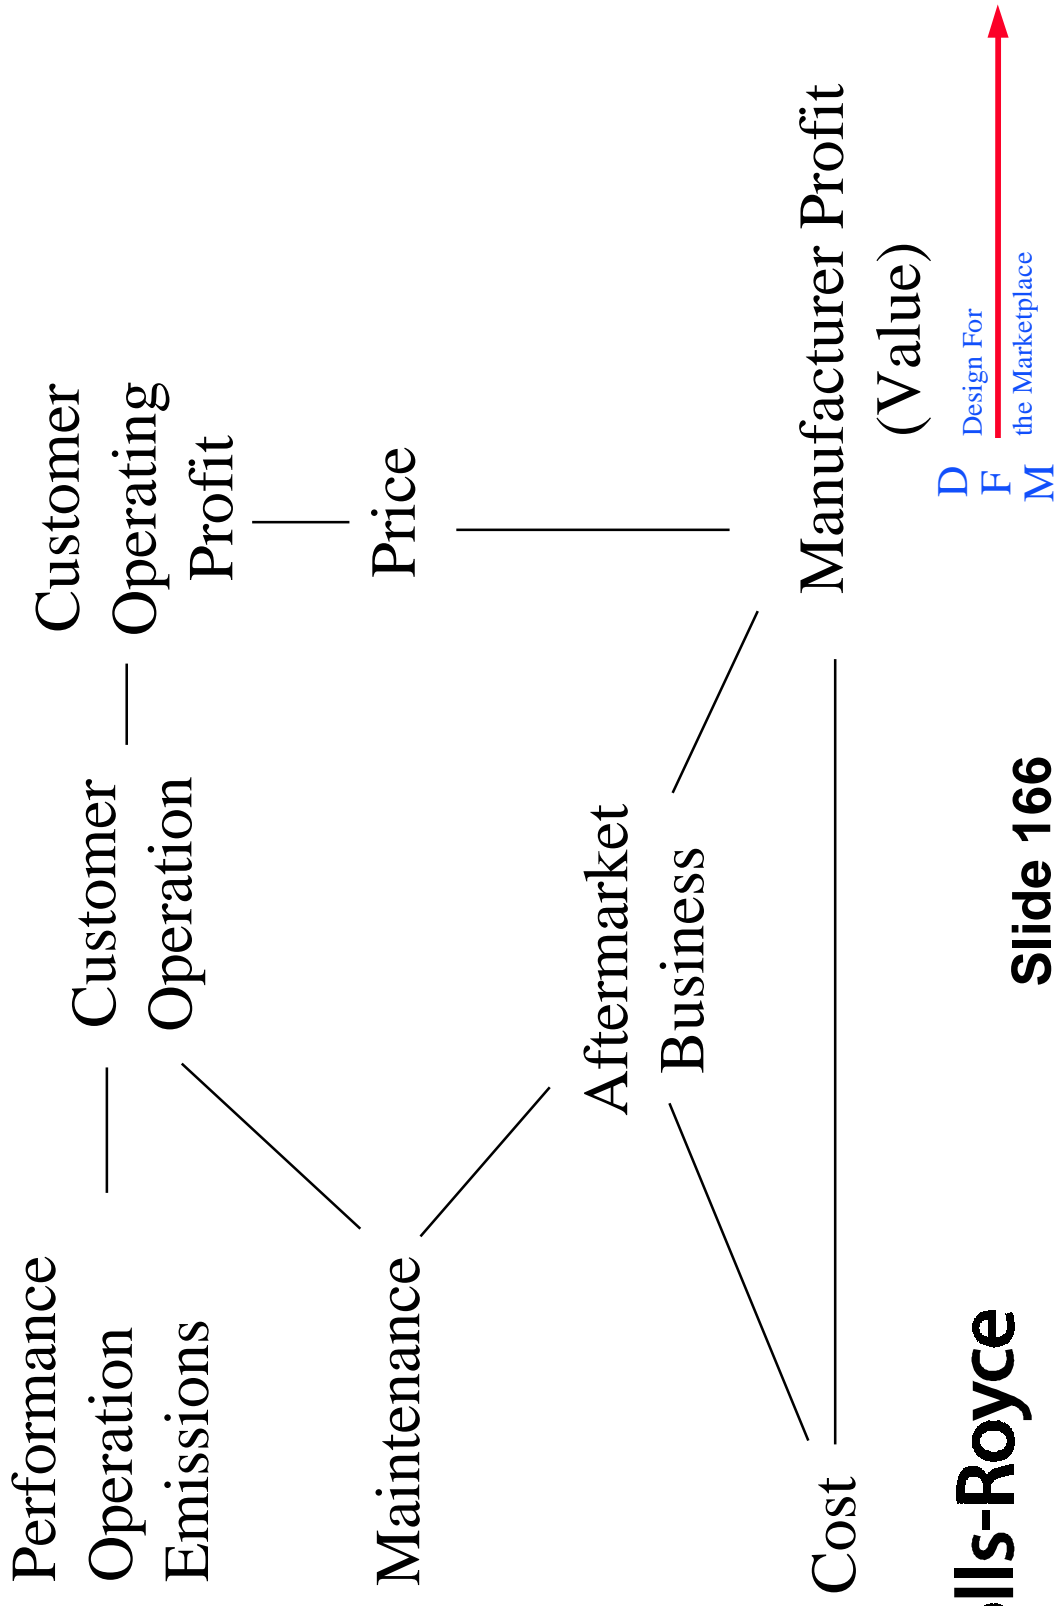 Performance
Operation
Emissions
Customer
Operation
Customer
Operating
Profit
Maintenance
Price
Aftermarket
Business
Cost
Manufacturer Profit
(Value)
lls-Royce
Slide 166
D
F
M
Design For
the Marketplace